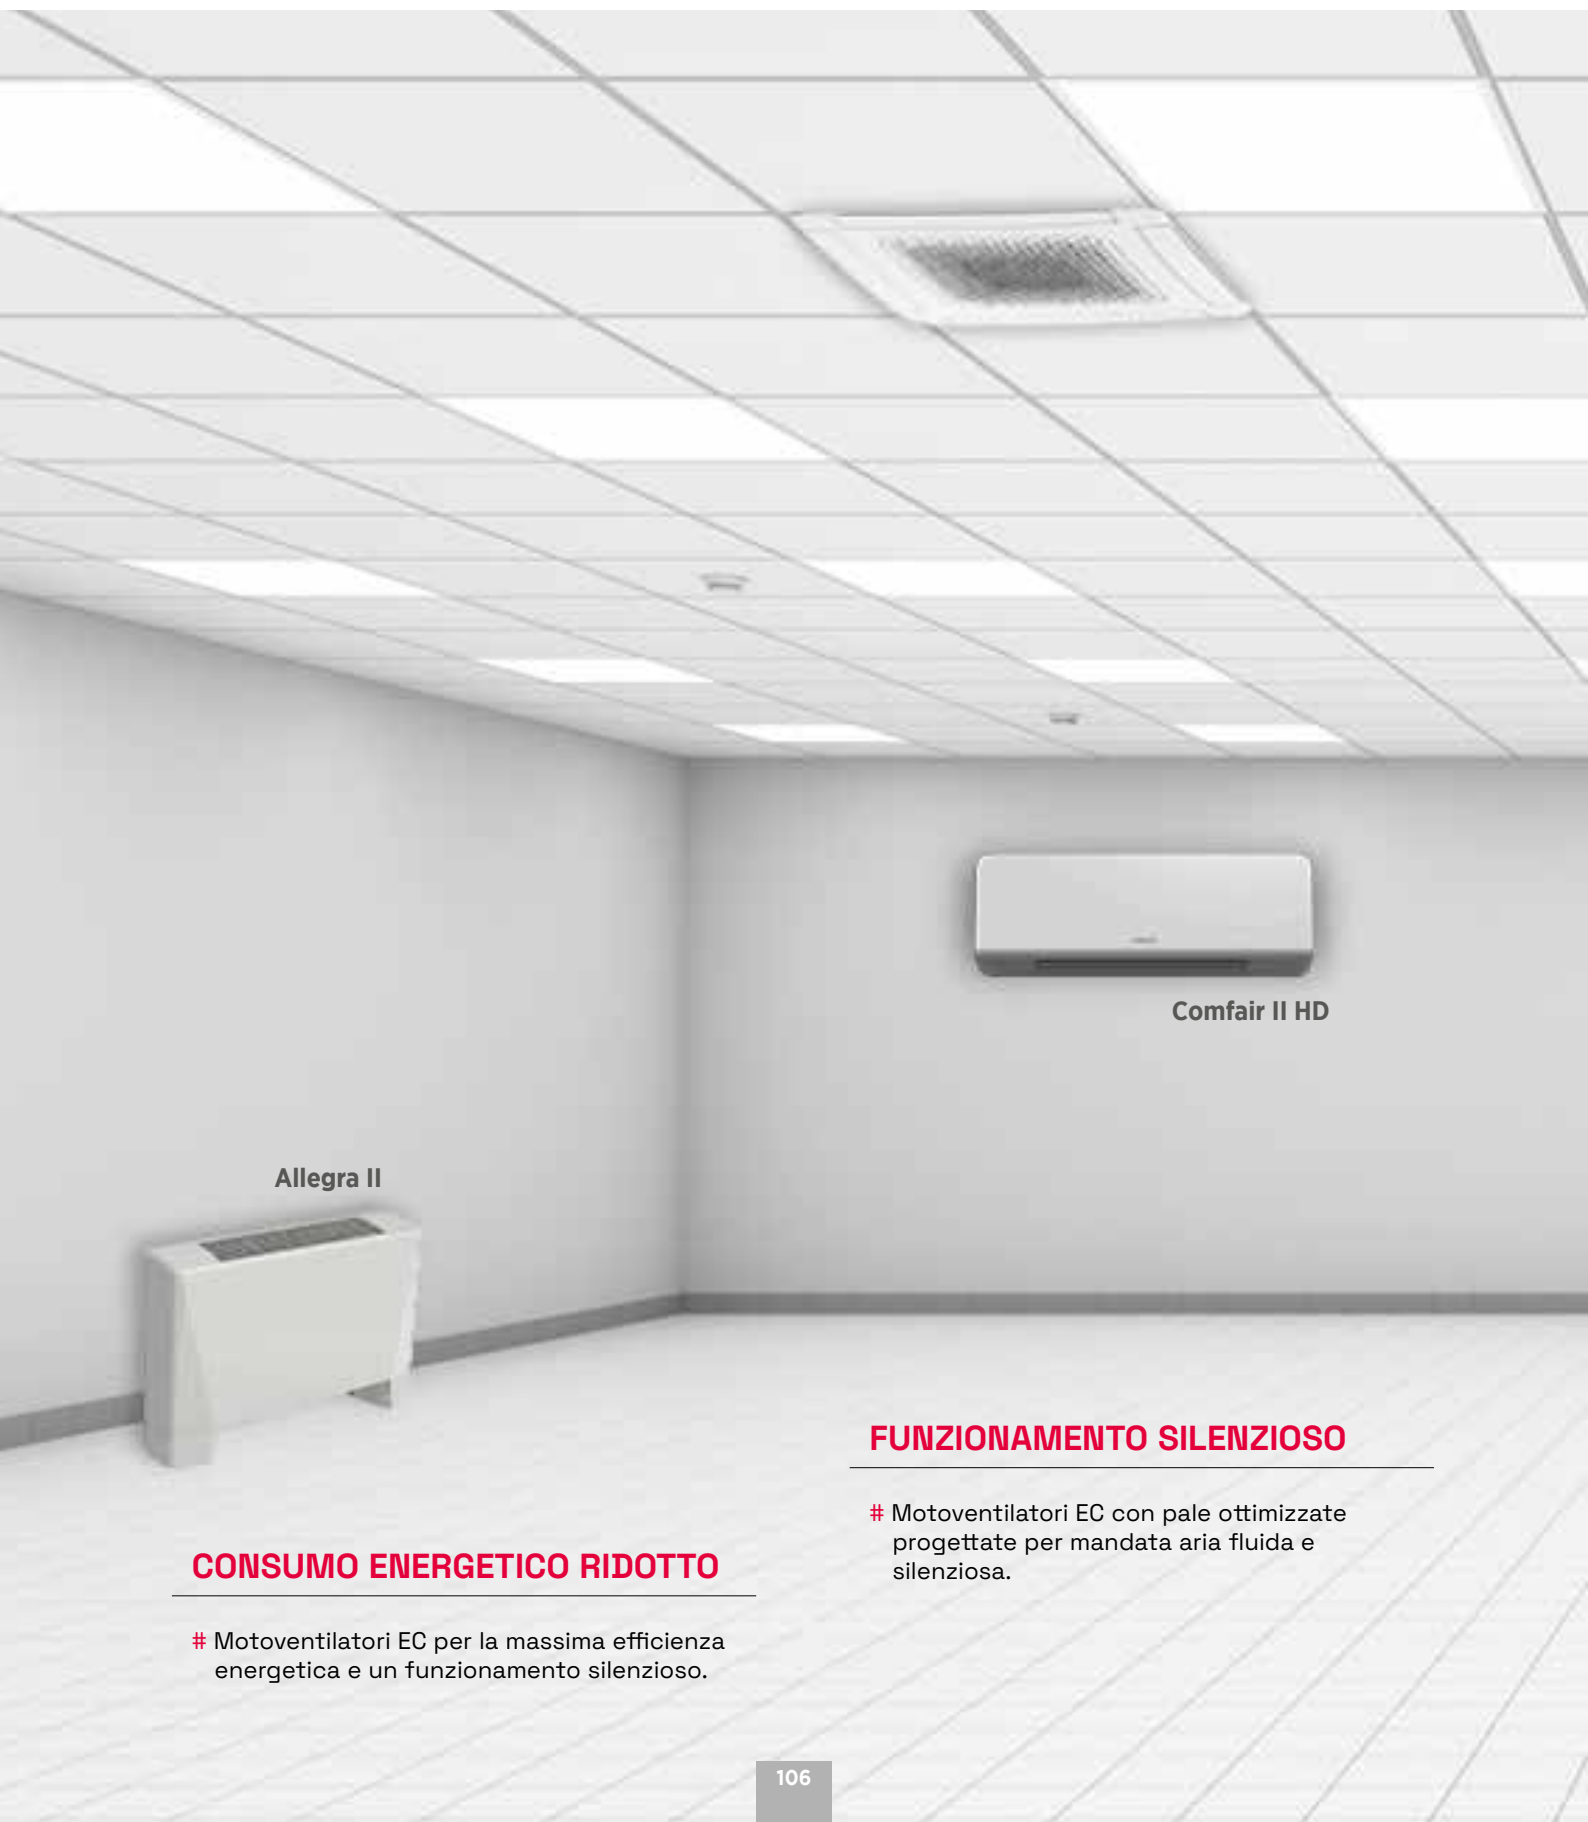 Comfair II HD
Allegra II
FUNZIONAMENTO SILENZIOSO
# Motoventilatori EC con pale ottimizzate
progettate per mandata aria fluida e
silenziosa.
CONSUMO ENERGETICO RIDOTTO
# Motoventilatori EC per la massima efficienza
energetica e un funzionamento silenzioso.
106